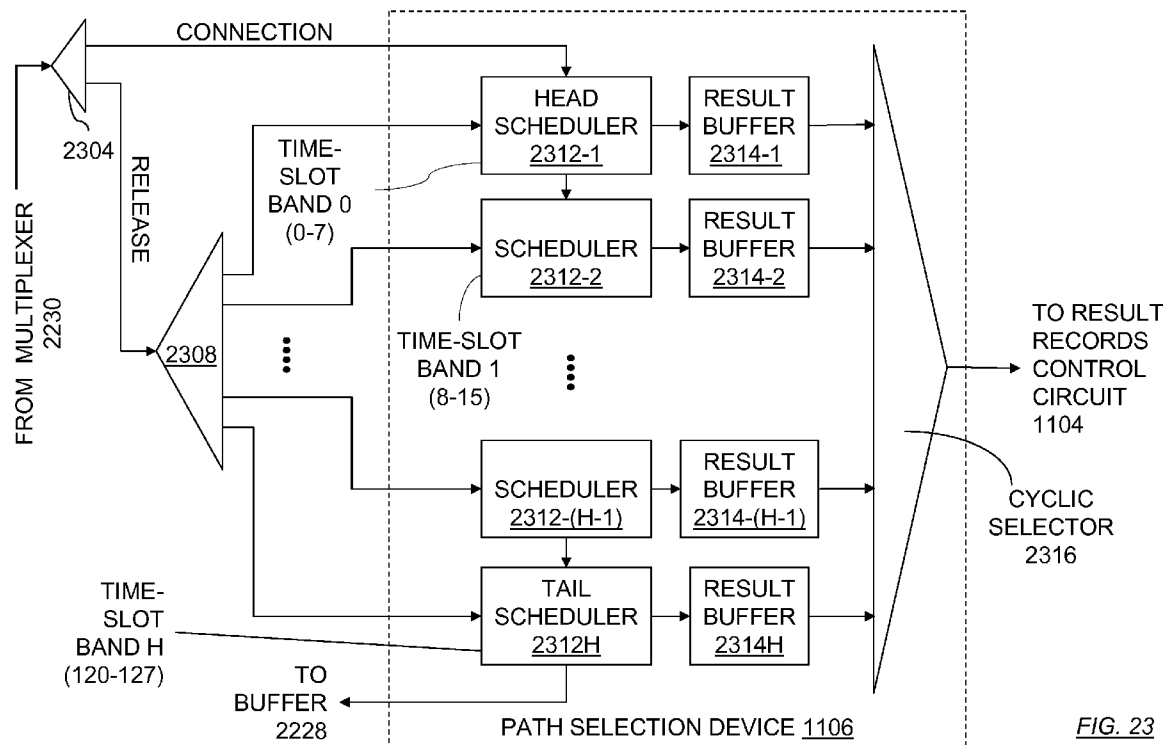 CONNECTION
2304
RELEASE
FROM MULTIPLEXER
2230
2308
TIME-
SLOT
BAND 0
(0-7)
HEAD
SCHEDULER
2312-1
RESULT
BUFFER
2314-1
SCHEDULER
2312-2
RESULT
BUFFER
2314-2
TIME-SLOT
BAND 1
(8-15)
TO RESULT
RECORDS
CONTROL
CIRCUIT
1104
SCHEDULER
2312-(H-1)
RESULT
BUFFER
2314-(H-1)
CYCLIC
SELECTOR
2316
TIME-
SLOT
BAND H
(120-127)
TAIL
SCHEDULER
2312H
RESULT
BUFFER
2314H
TO
BUFFER
2228
PATH SELECTION DEVICE 1106
FIG. 23